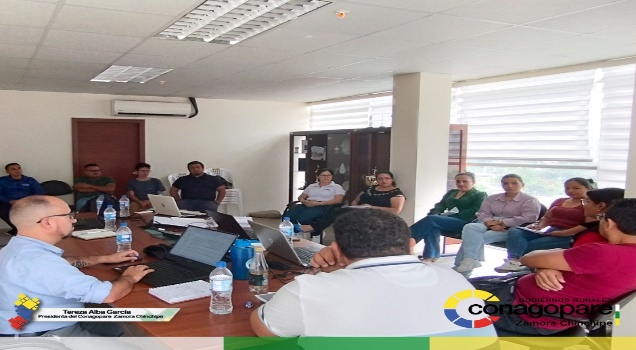 Tereza Alba García
Presidenta del Conagopare Zamora Chinchipe
GOBIERNOS RURALES
conagopare
Zamora Chinchipe